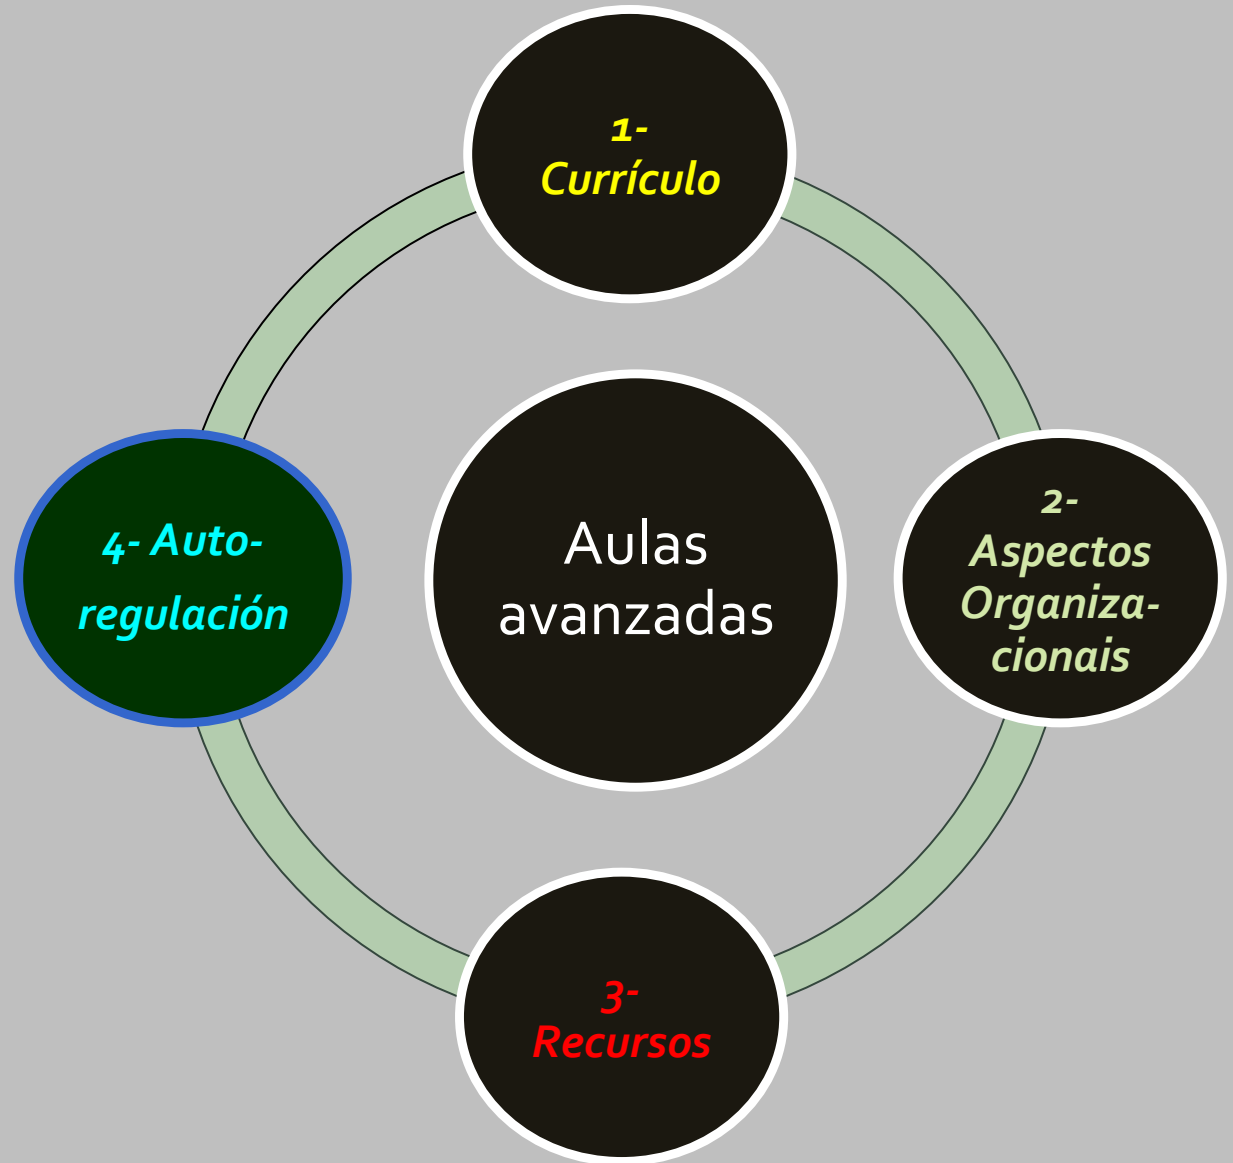 1-
Currículo
Aulas
avanzadas
2-
Aspectos
Organiza-
cionais
3-
Recursos
4- Auto-
regulación